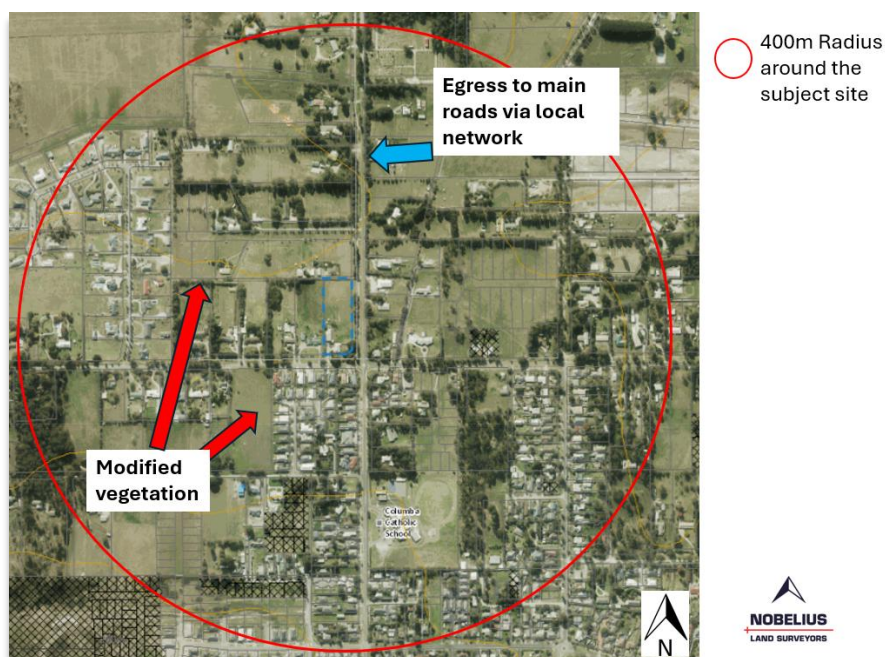 400m Radius
around the
subject site
Egress to main
roads via local
network
Modified
vegetation
Columba
Catholic
School
N
NOBELIUS
LAND SURVEYORS